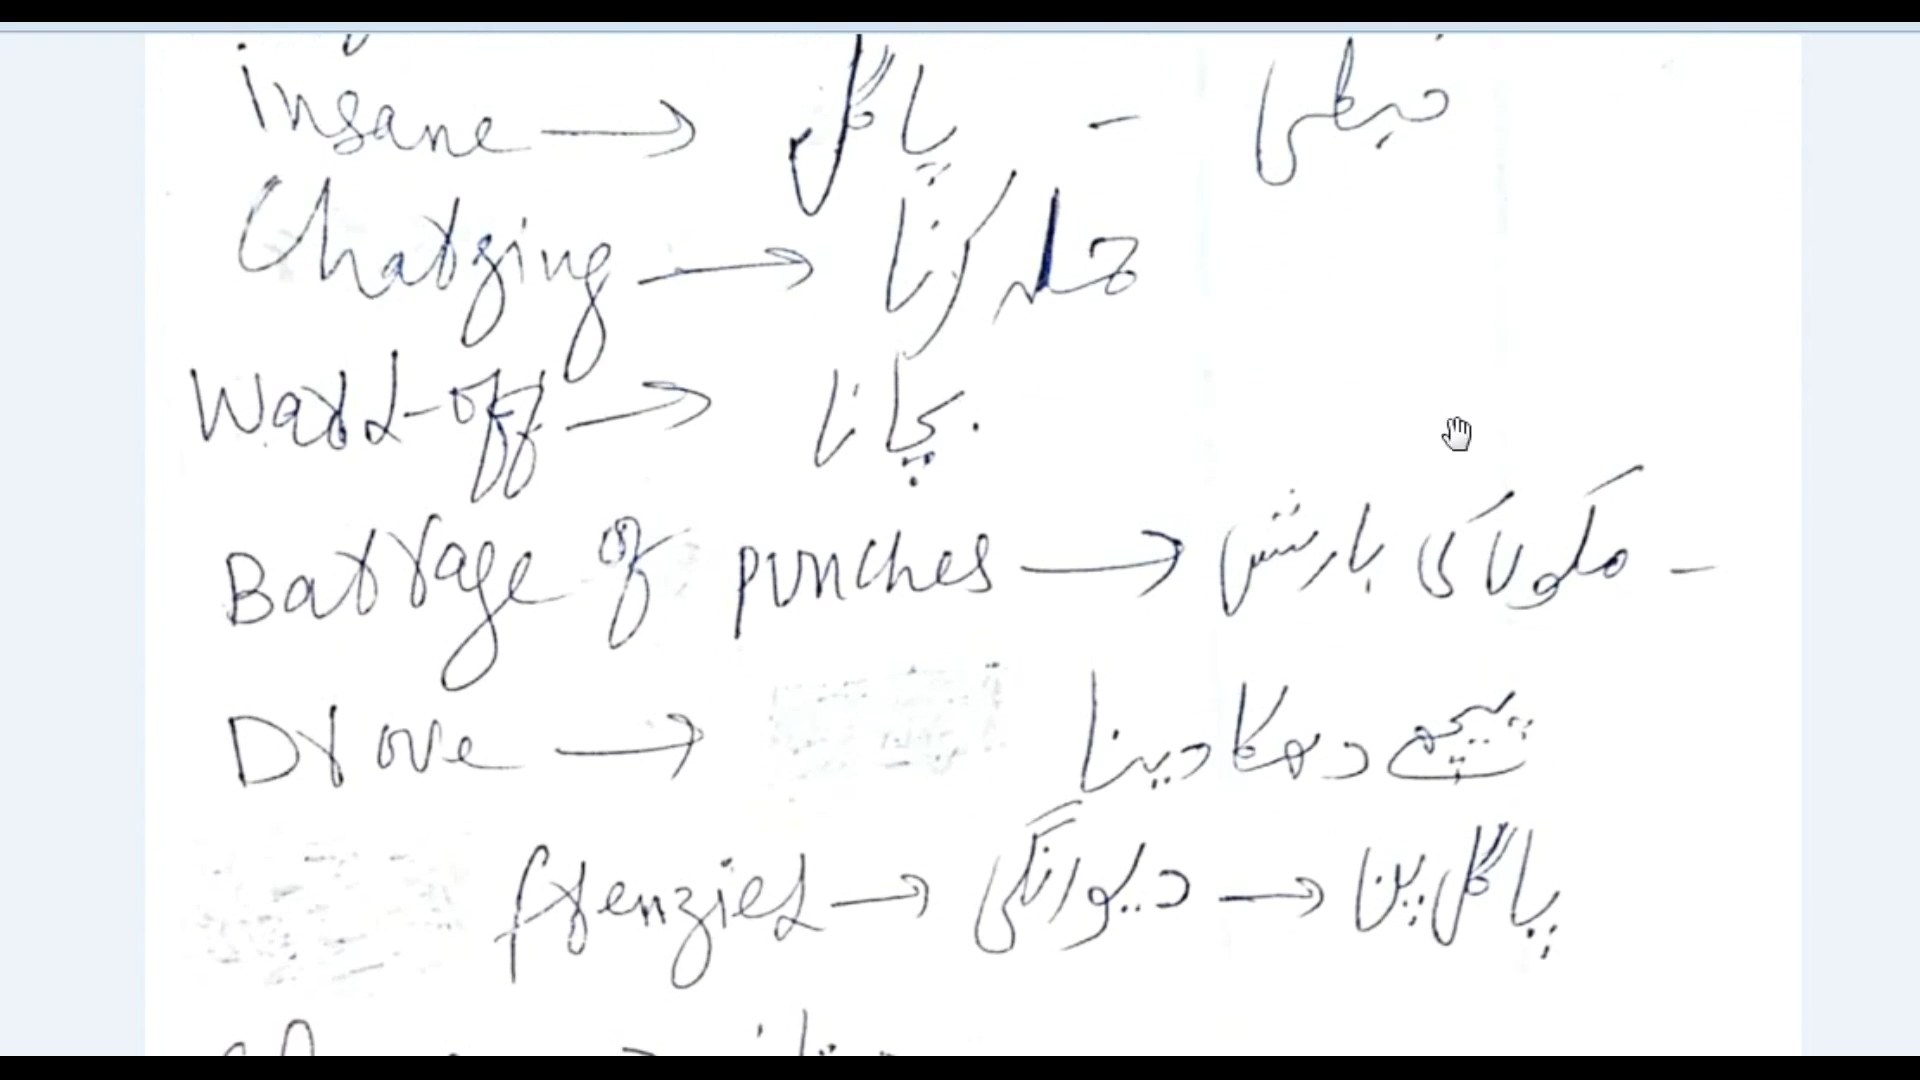 Insane → پاگل - خبطی
Charging → حملہ کرنا
Ward-off → بچانا
Barrage of punches → مکوں کی بارش -
Drove → پیچھے دھکا دینا
frenzied → دیوانگی → پاگل پن